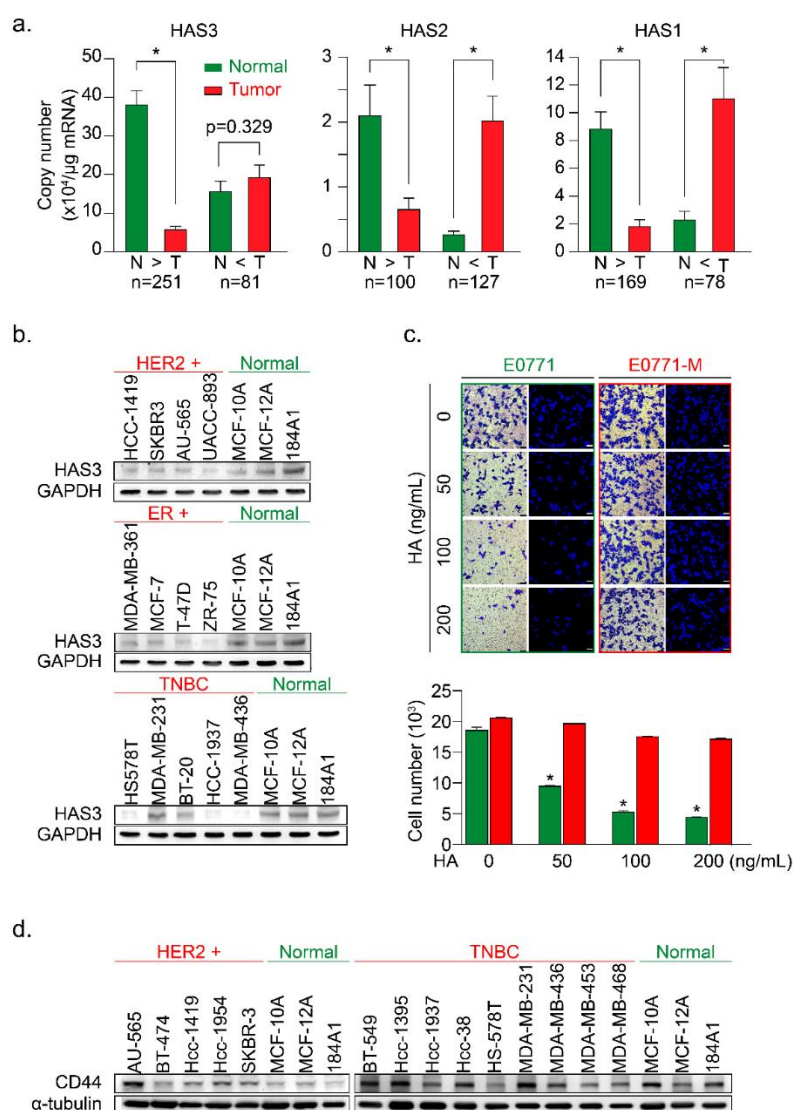 a.
HAS3
HAS2
HAS1
Copy number
(x10⁴/µg mRNA)
50
40
30
20
10
0
*
Normal
Tumor
p=0.329
N > T
N < T
n=251
n=81
3
2
1
0
*
*
N > T
N < T
n=100
n=127
14
12
10
8
6
4
2
0
*
*
N > T
N < T
n=169
n=78
b.
HER2 +
Normal
HCC-1419
SKBR3
AU-565
UACC-893
MCF-10A
MCF-12A
184A1
HAS3
GAPDH
ER +
Normal
MDA-MB-361
MCF-7
T-47D
ZR-75
MCF-10A
MCF-12A
184A1
HAS3
GAPDH
TNBC
Normal
HS578T
MDA-MB-231
BT-20
HCC-1937
MDA-MB-436
MCF-10A
MCF-12A
184A1
HAS3
GAPDH
c.
E0771
E0771-M
HA (ng/mL)
0
50
100
200
Cell number (10³)
25
20
15
10
5
0
*
*
*
HA 0 50 100 200 (ng/mL)
d.
HER2 +
Normal
TNBC
Normal
AU-565
BT-474
Hcc-1419
Hcc-1954
SKBR-3
MCF-10A
MCF-12A
184A1
BT-549
Hcc-1395
Hcc-1937
Hcc-38
HS-578T
MDA-MB-231
MDA-MB-436
MDA-MB-453
MDA-MB-468
MCF-10A
MCF-12A
184A1
CD44
α-tubulin